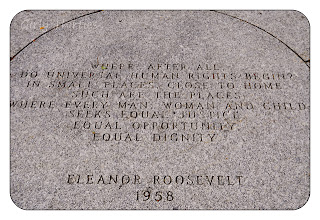 WHERE, AFTER ALL,
DO UNIVERSAL HUMAN RIGHTS BEGIN?
IN SMALL PLACES, CLOSE TO HOME
SUCH ARE THE PLACES
WHERE EVERY MAN, WOMAN AND CHILD
SEEKS EQUAL JUSTICE
EQUAL OPPORTUNITY
EQUAL DIGNITY
ELEANOR ROOSEVELT
1958